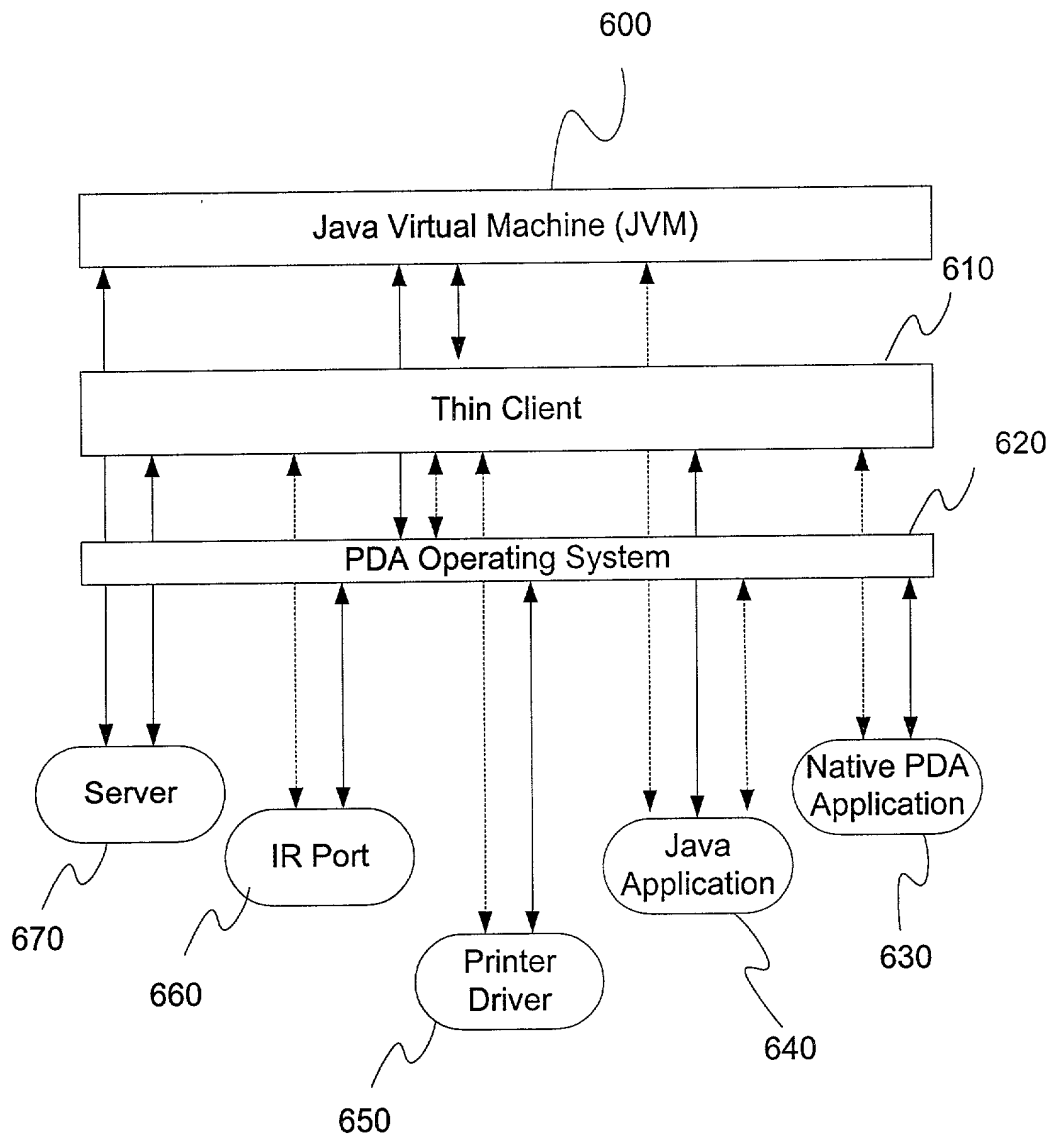 600
Java Virtual Machine (JVM)
610
Thin Client
620
PDA Operating System
Server
IR Port
Printer
Driver
Java
Application
Native PDA
Application
670
660
650
640
630